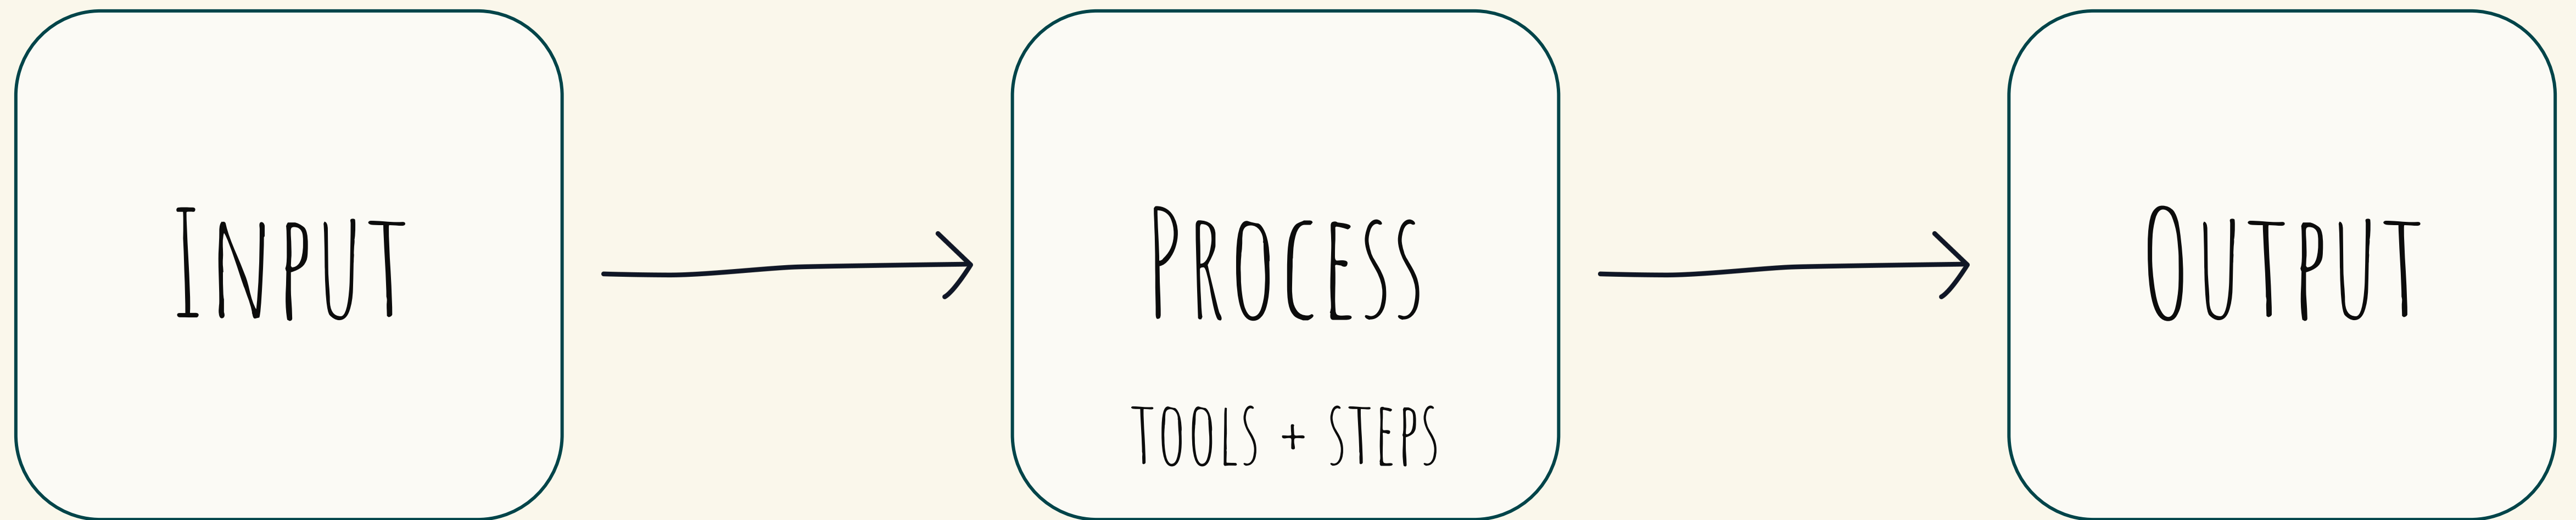 Input
Process
tools + steps
Output